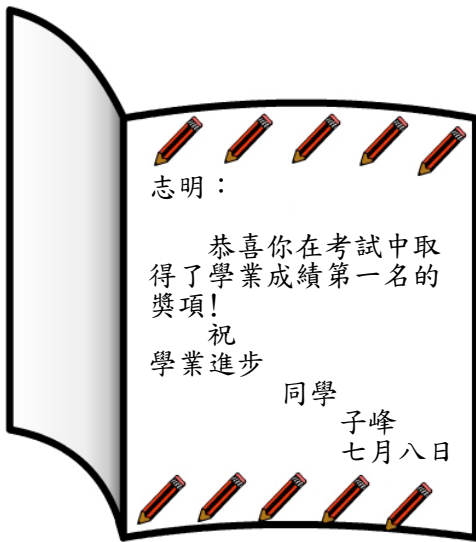 志明：
恭喜你在考試中取
得了學業成績第一名的
獎項!
祝
學業進步
同學
子峰
七月八日